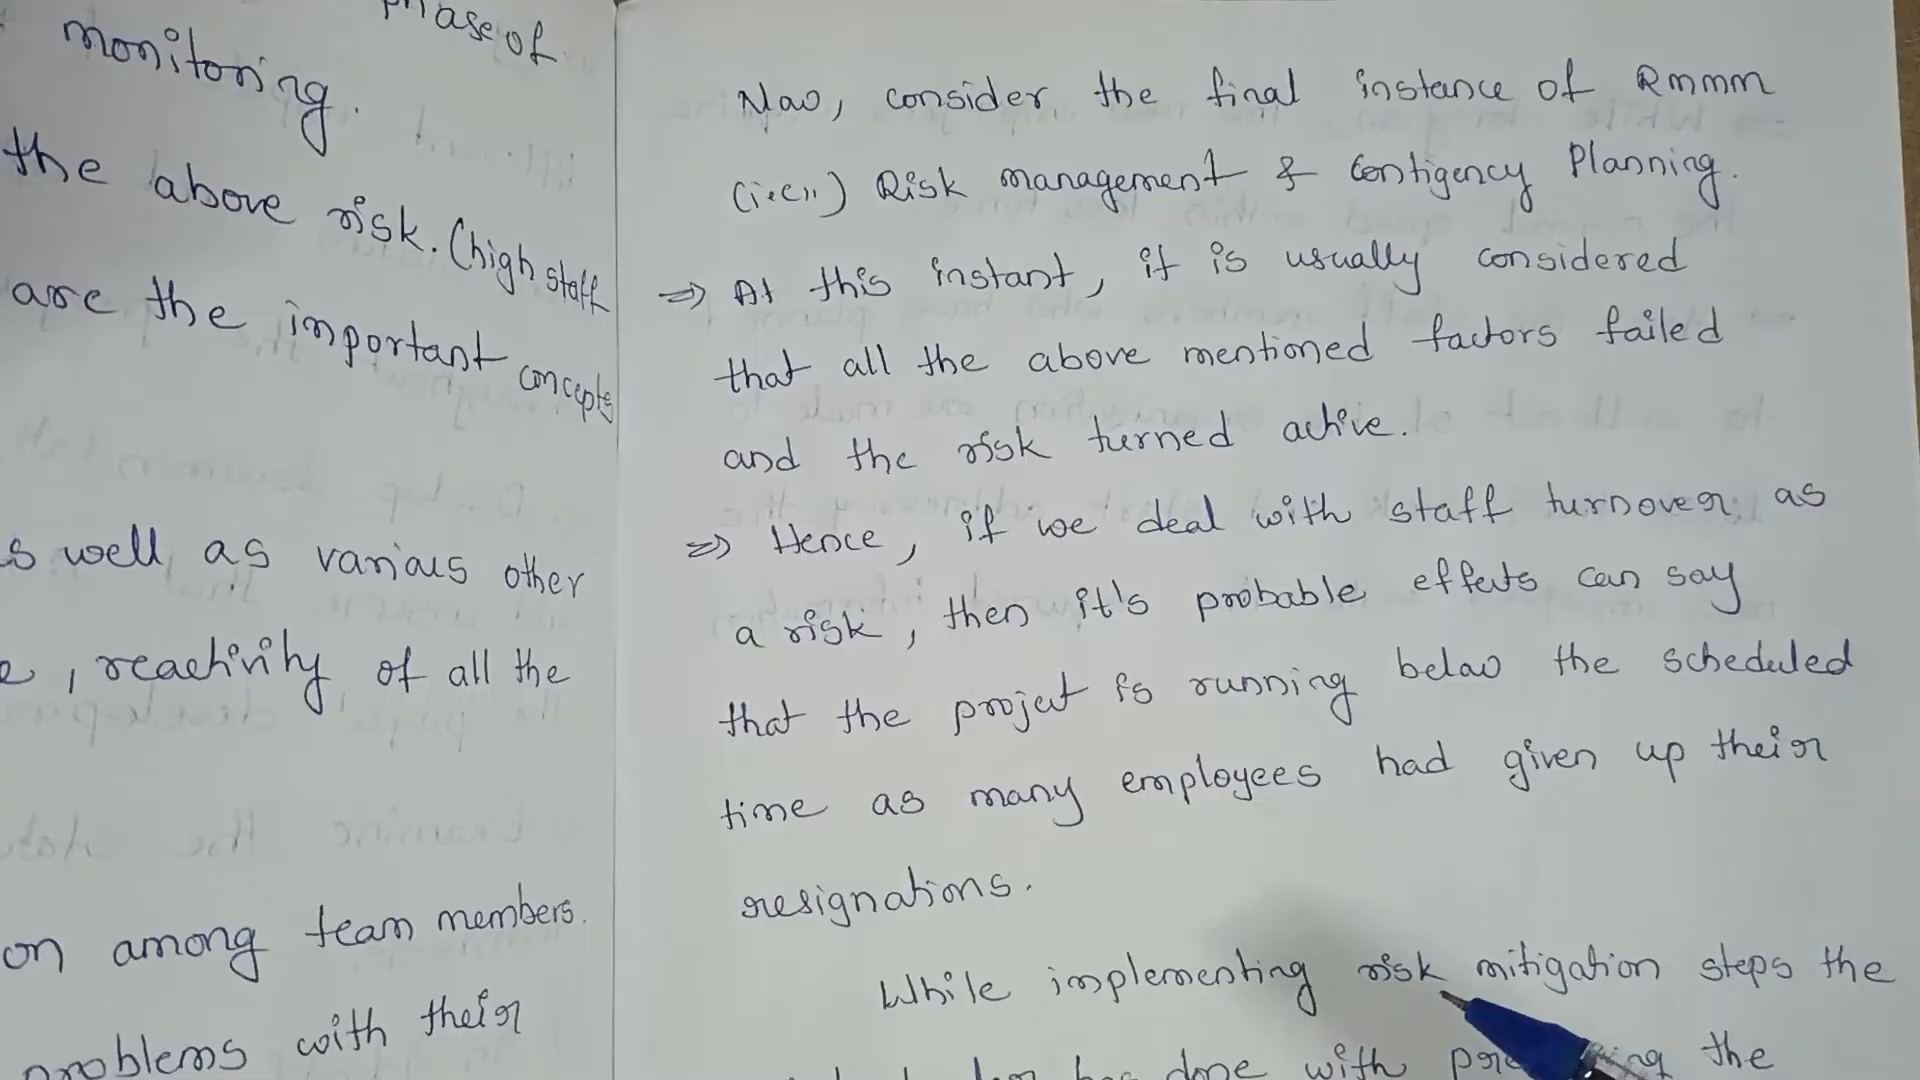 phase of
monitoring.
the above risk. (high staff
are the important concepts
s well as various other
e, reactivity of all the
on among team members.
problems with their
Now, consider the final instance of RMMM
(i.e.,,) Risk management & Contigency Planning.
=> At this instant, it is usually considered
that all the above mentioned factors failed
and the risk turned active.
=> Hence, if we deal with staff turnover as
a risk, then it's probable effects can say
that the project is running below the scheduled
time as many employees had given up their
resignations.
While implementing risk mitigation steps the
has done with the